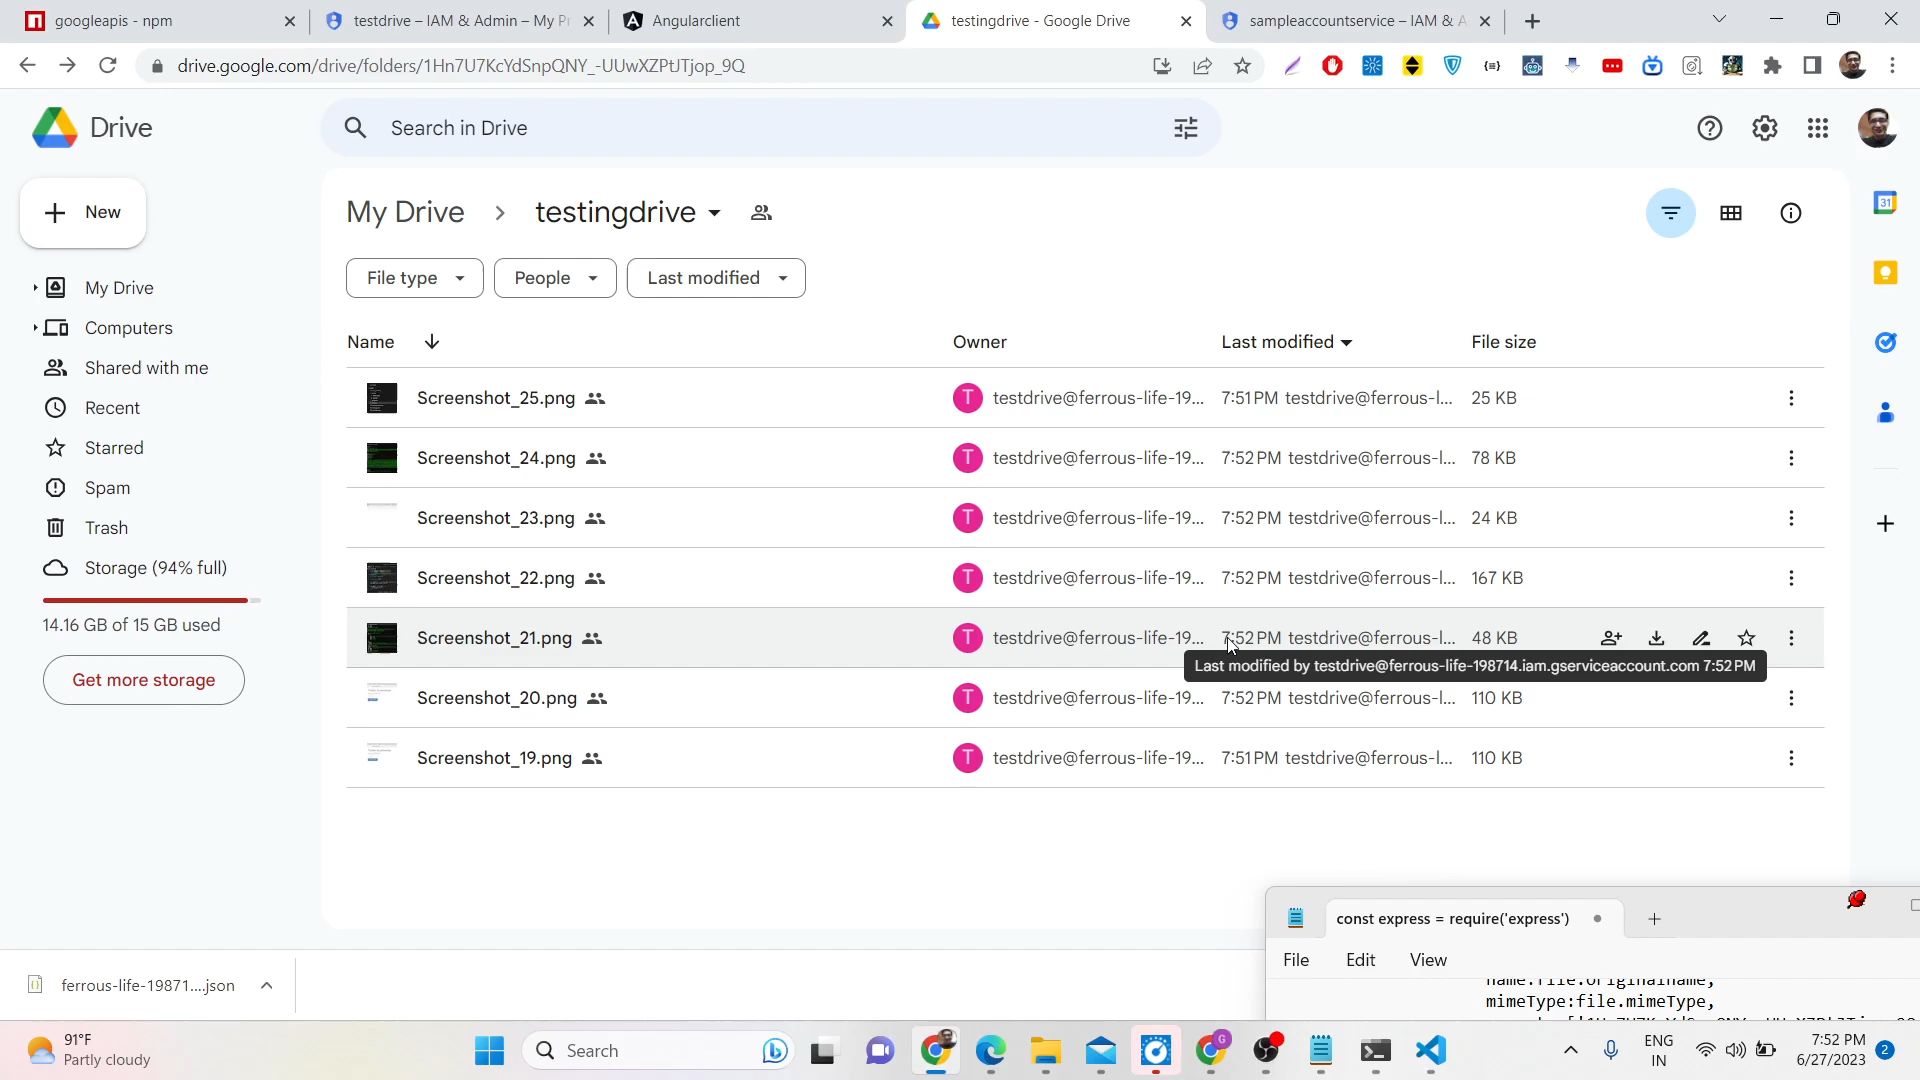 googleapis - npm
testdrive – IAM & Admin – My Pr
Angularclient
testingdrive - Google Drive
sampleaccountservice – IAM & A
drive.google.com/drive/folders/1Hn7U7KcYdSnpQNY_-UUwXZPtJTjop_9Q
Drive
Search in Drive
New
My Drive
Computers
Shared with me
Recent
Starred
Spam
Trash
Storage (94% full)
14.16 GB of 15 GB used
Get more storage
My Drive > testingdrive
File type
People
Last modified
Name
Owner
Last modified
File size
Screenshot_25.png
T testdrive@ferrous-life-19... 7:51 PM testdrive@ferrous-l... 25 KB
Screenshot_24.png
T testdrive@ferrous-life-19... 7:52 PM testdrive@ferrous-l... 78 KB
Screenshot_23.png
T testdrive@ferrous-life-19... 7:52 PM testdrive@ferrous-l... 24 KB
Screenshot_22.png
T testdrive@ferrous-life-19... 7:52 PM testdrive@ferrous-l... 167 KB
Screenshot_21.png
T testdrive@ferrous-life-19... 7:52 PM testdrive@ferrous-l... 48 KB
Last modified by testdrive@ferrous-life-198714.iam.gserviceaccount.com 7:52 PM
Screenshot_20.png
T testdrive@ferrous-life-19... 7:52 PM testdrive@ferrous-l... 110 KB
Screenshot_19.png
T testdrive@ferrous-life-19... 7:51 PM testdrive@ferrous-l... 110 KB
31
const express = require('express')
File
Edit
View
name:file.originalname,
mimeType:file.mimeType,
ferrous-life-19871....json
91°F
Partly cloudy
Search
G
ENG
IN
7:52 PM
6/27/2023
2